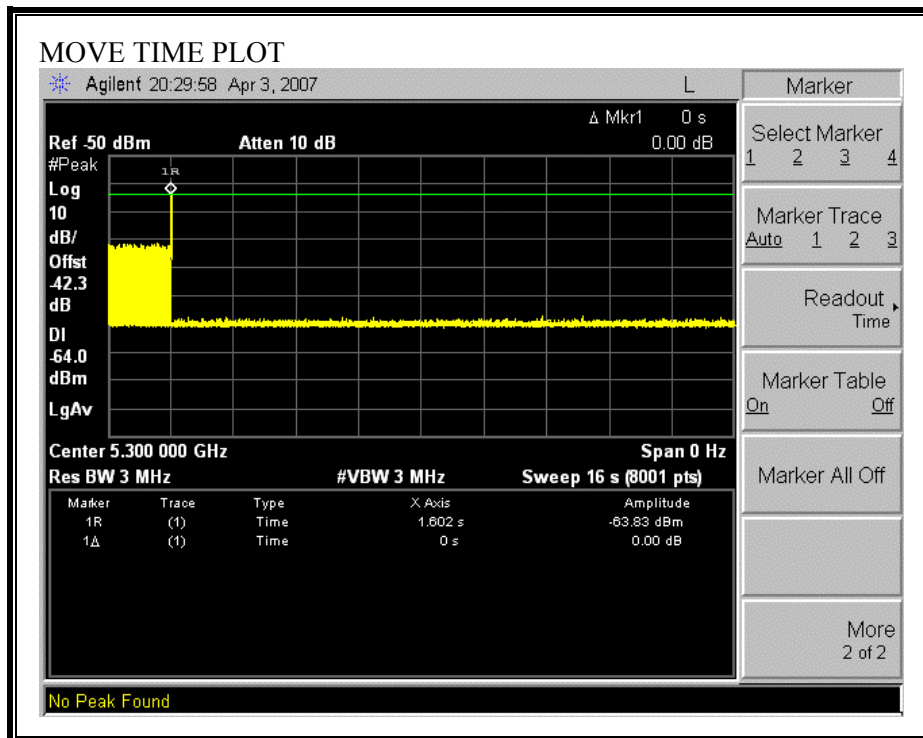 MOVE TIME PLOT
Agilent 20:29:58 Apr 3, 2007 L
Δ Mkr1 0 s
Ref -50 dBm Atten 10 dB 0.00 dB
#Peak
Log
10
dB/
Offst
-42.3
dB
DI
-64.0
dBm
LgAv
1R
Center 5.300 000 GHz Span 0 Hz
Res BW 3 MHz #VBW 3 MHz Sweep 16 s (8001 pts)
Marker Trace Type X Axis Amplitude
1R (1) Time 1.602 s -63.83 dBm
1Δ (1) Time 0 s 0.00 dB
No Peak Found
Marker
Select Marker
1 2 3 4
Marker Trace
Auto 1 2 3
Readout
Time
Marker Table
On Off
Marker All Off
More
2 of 2